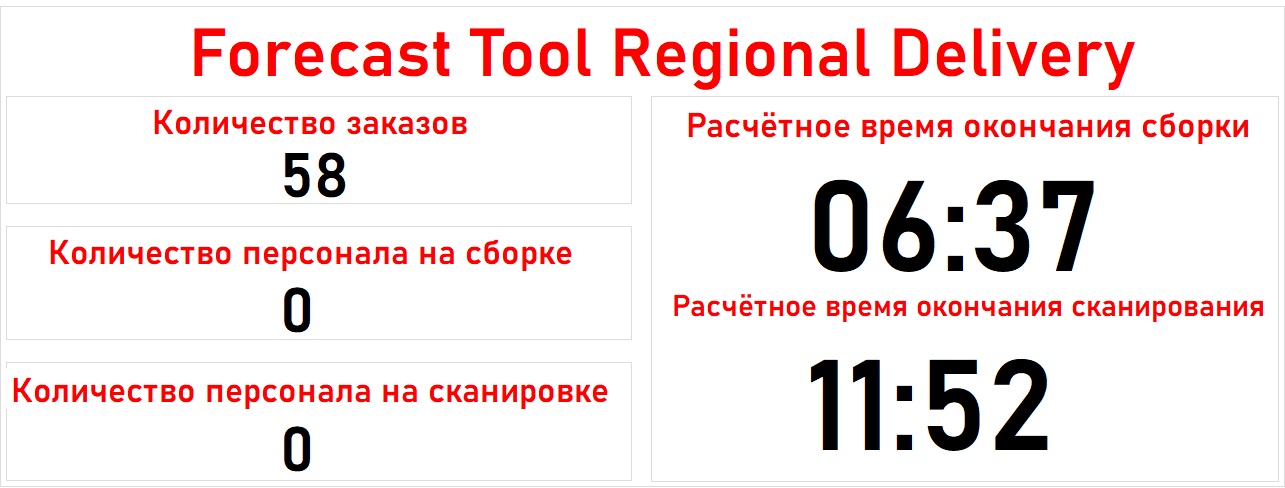 Forecast Tool Regional Delivery
Количество заказов
58
Количество персонала на сборке
0
Количество персонала на сканировке
0
Расчётное время окончания сборки
06:37
Расчётное время окончания сканирования
11:52